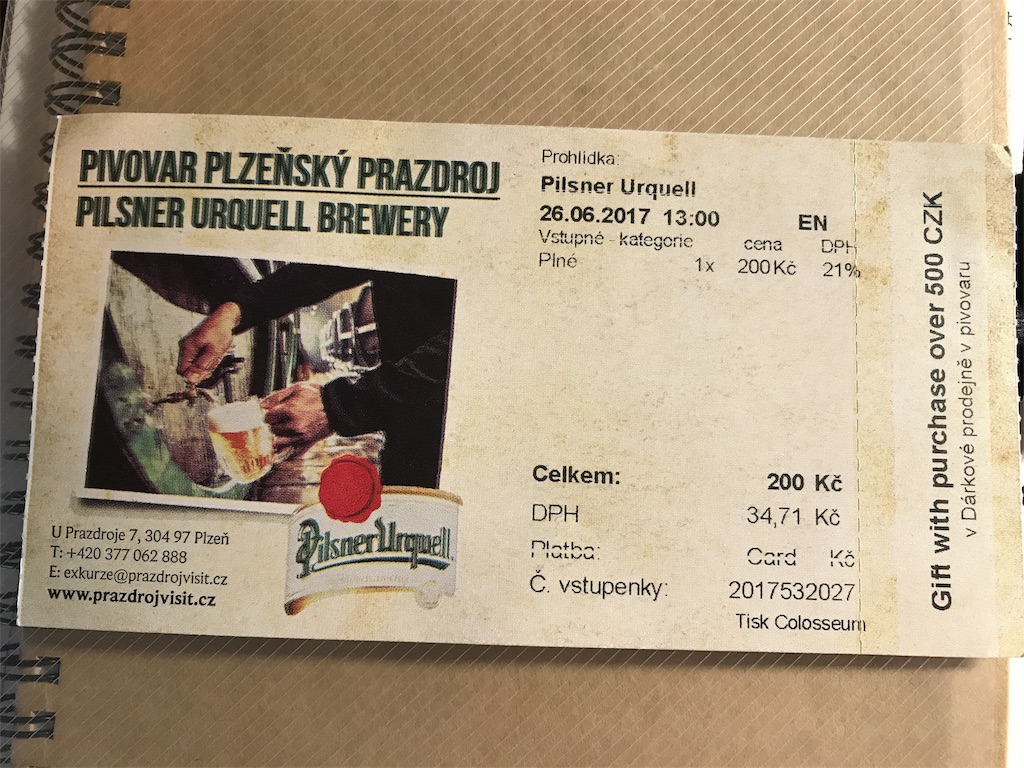 PIVOVAR PLZEŇSKÝ PRAZDROJ
PILSNER URQUELL BREWERY
U Prazdroje 7, 304 97 Plzeň
T: +420 377 062 888
E: exkurze@prazdrojvisit.cz
www.prazdrojvisit.cz
Pilsner Urquell
Prohlídka:
Pilsner Urquell
26.06.2017 13:00 EN
Vstupné - kategorie cena DPH
Plné 1x 200 Kč 21%
Celkem: 200 Kč
DPH 34,71 Kč
Platba: Card Kč
Č. vstupenky: 2017532027
Tisk Colosseum
Gift with purchase over 500 CZK
v Dárkové prodejně v pivovaru